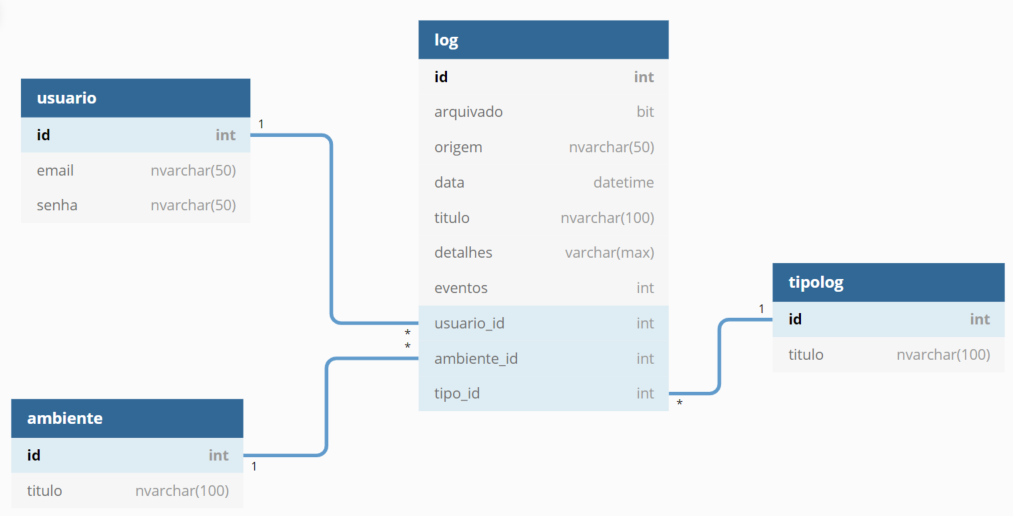 usuario
id int
email nvarchar(50)
senha nvarchar(50)
1
log
id int
arquivado bit
origem nvarchar(50)
data datetime
titulo nvarchar(100)
detalhes varchar(max)
eventos int
usuario_id int
ambiente_id int
tipo_id int
*
*
*
tipolog
1
id int
titulo nvarchar(100)
ambiente
id int
1
titulo nvarchar(100)